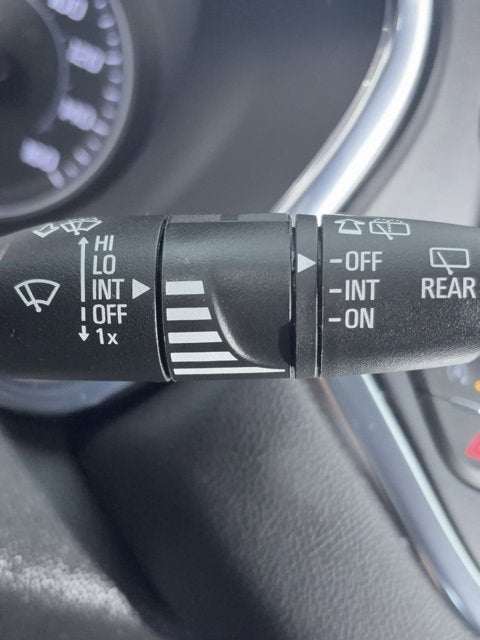 HI
LO
INT
OFF
1x
-OFF
-INT
-ON
REAR